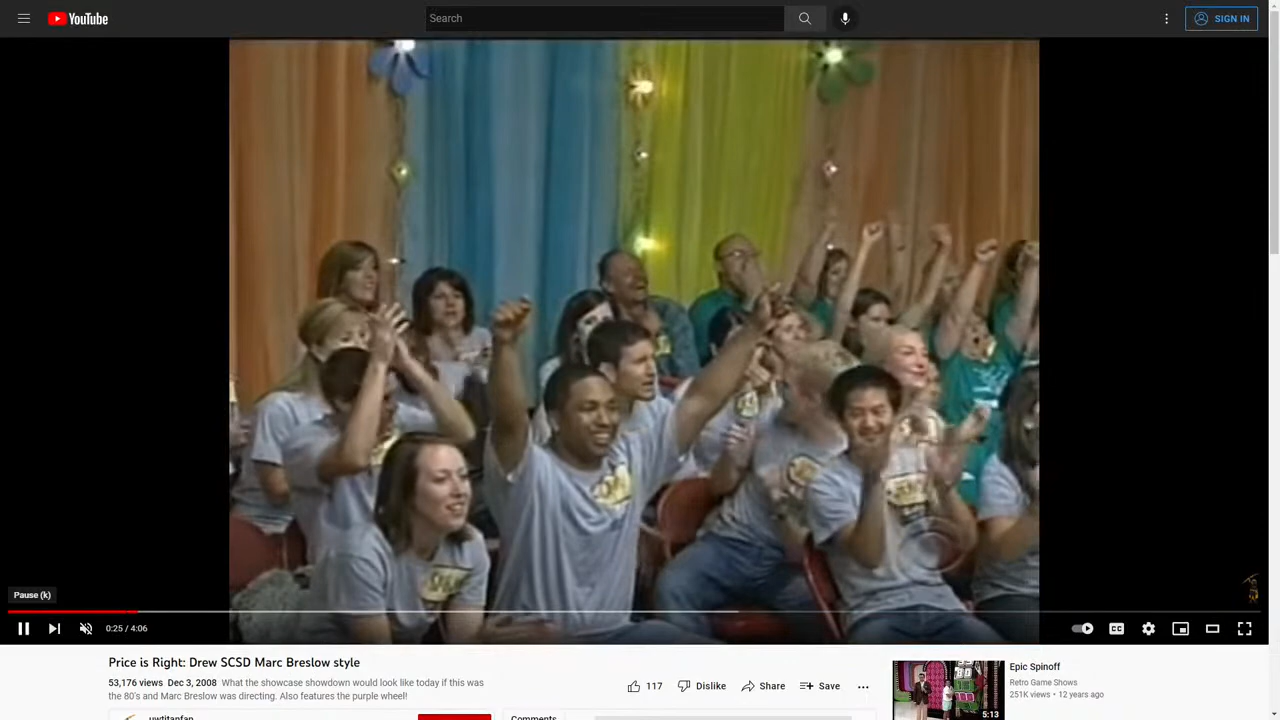 YouTube
Search
SIGN IN
Pause (k)
0:25 / 4:06
CC
Price is Right: Drew SCSD Marc Breslow style
53,176 views Dec 3, 2008 What the showcase showdown would look like today if this was
the 80's and Marc Breslow was directing. Also features the purple wheel!
117 Dislike Share Save
Epic Spinoff
Retro Game Shows
251K views • 12 years ago
5:13
uwtitanfan
Comments